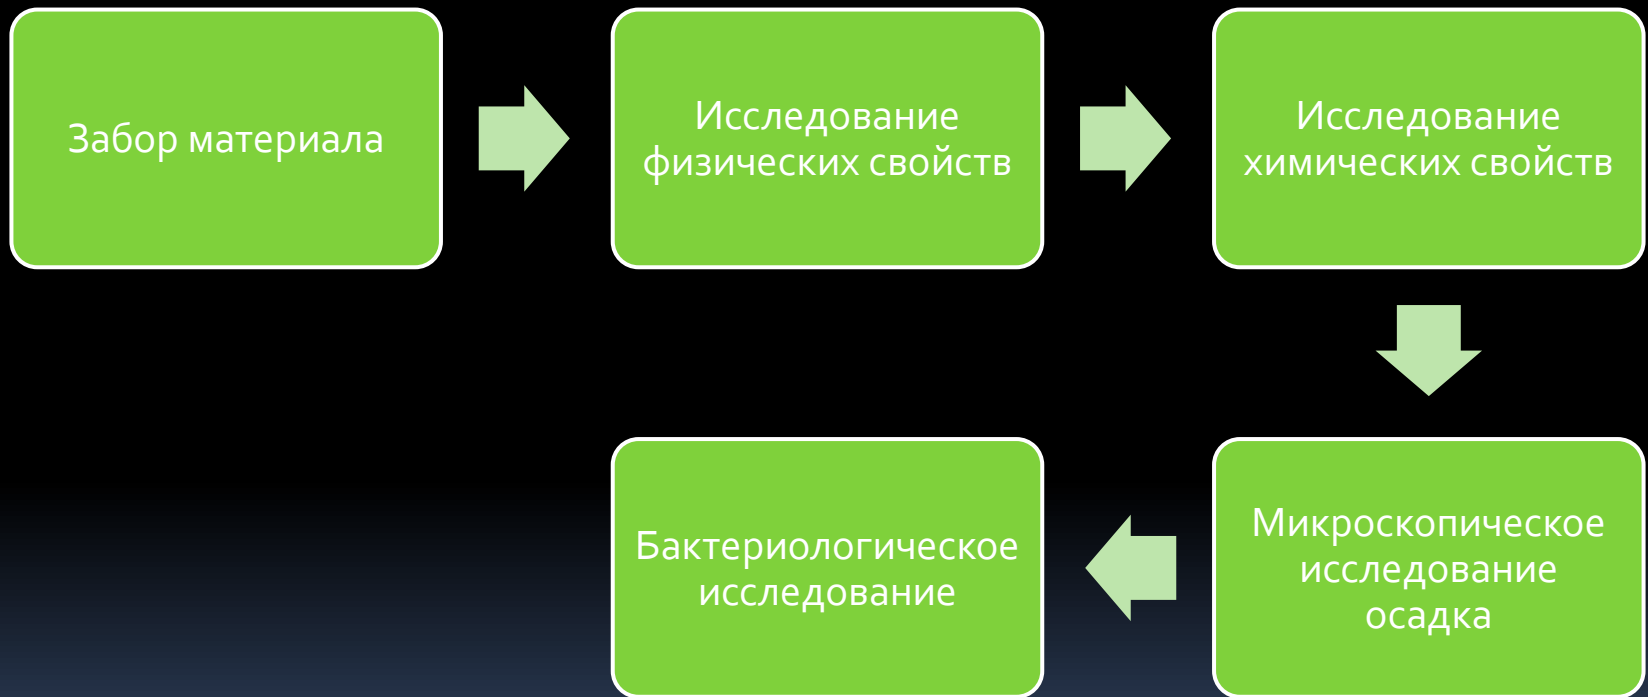 Забор материала
Исследование
физических свойств
Исследование
химических свойств
Микроскопическое
исследование
осадка
Бактериологическое
исследование